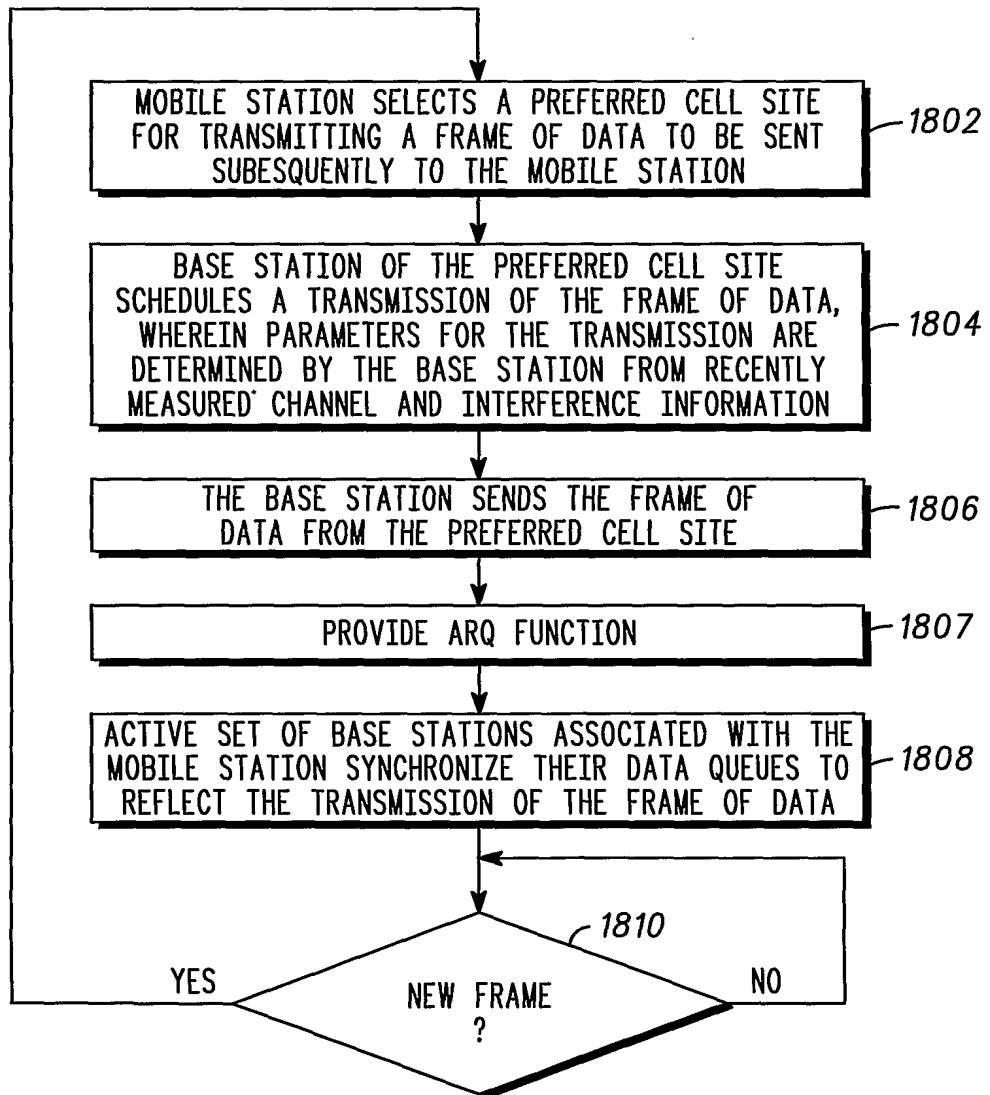 MOBILE STATION SELECTS A PREFERRED CELL SITE
FOR TRANSMITTING A FRAME OF DATA TO BE SENT
SUBESQUENTLY TO THE MOBILE STATION
1802
BASE STATION OF THE PREFERRED CELL SITE
SCHEDULES A TRANSMISSION OF THE FRAME OF DATA,
WHEREIN PARAMETERS FOR THE TRANSMISSION ARE
DETERMINED BY THE BASE STATION FROM RECENTLY
MEASURED CHANNEL AND INTERFERENCE INFORMATION
1804
THE BASE STATION SENDS THE FRAME OF
DATA FROM THE PREFERRED CELL SITE
1806
PROVIDE ARQ FUNCTION
1807
ACTIVE SET OF BASE STATIONS ASSOCIATED WITH THE
MOBILE STATION SYNCHRONIZE THEIR DATA QUEUES TO
REFLECT THE TRANSMISSION OF THE FRAME OF DATA
1808
1810
YES
NEW FRAME
?
NO